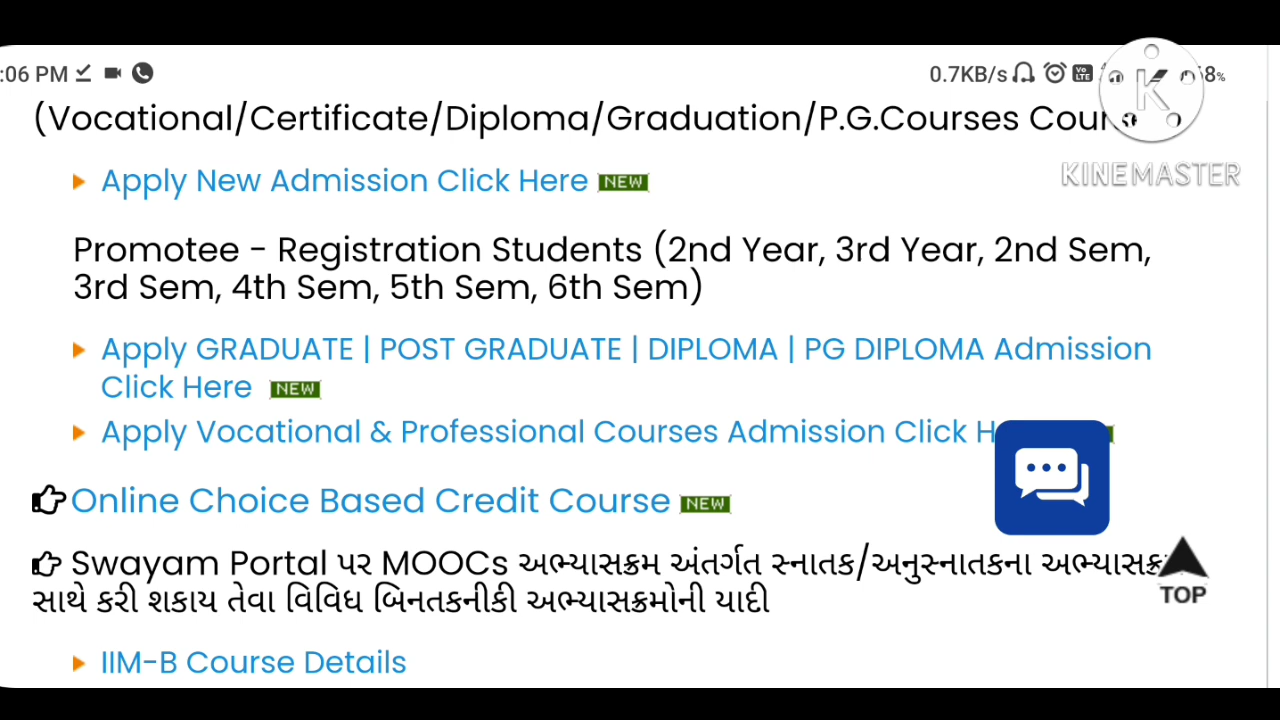 :06 PM 0.7KB/s
(Vocational/Certificate/Diploma/Graduation/P.G.Courses
KINEMASTER
Apply New Admission Click Here NEW
Promotee - Registration Students (2nd Year, 3rd Year, 2nd Sem,
3rd Sem, 4th Sem, 5th Sem, 6th Sem)
Apply GRADUATE | POST GRADUATE | DIPLOMA | PG DIPLOMA Admission
Click Here NEW
Apply Vocational & Professional Courses Admission Click
Online Choice Based Credit Course NEW
Swayam Portal પર MOOCs અભ્યાસક્રમ અંતર્ગત સ્નાતક/અનુસ્નાતકના
સાથે કરી શકાય તેવા વિવિધ બિનતકનીકી અભ્યાસક્રમોની યાદી
TOP
IIM-B Course Details